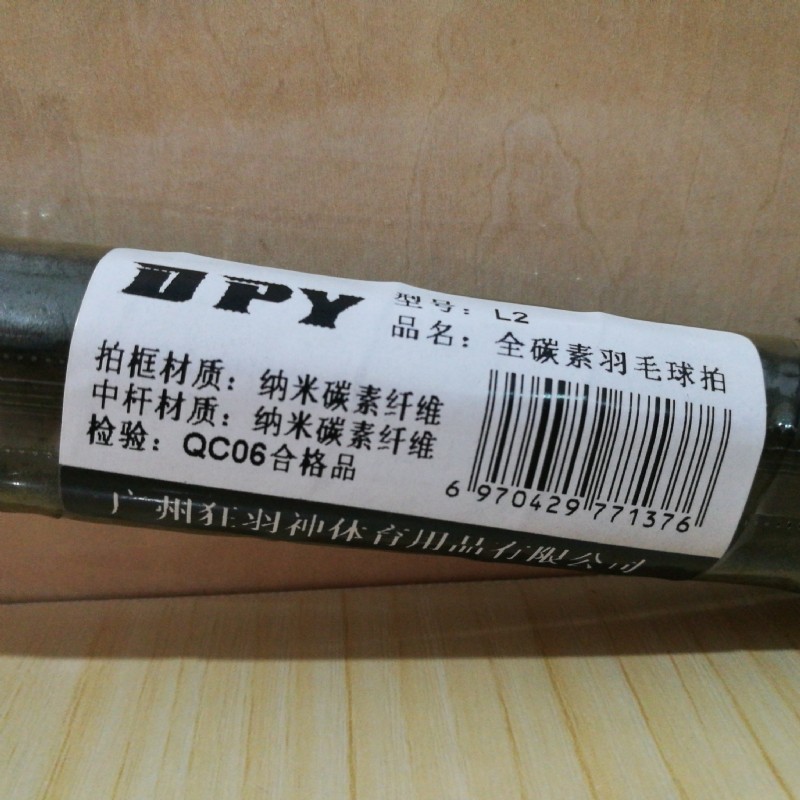 UPY
型号：L2
品名：全碳素羽毛球拍
拍框材质：纳米碳素纤维
中杆材质：纳米碳素纤维
检验：QC06合格品
6 970429 771376
广州狂羽神体育用品有限公司